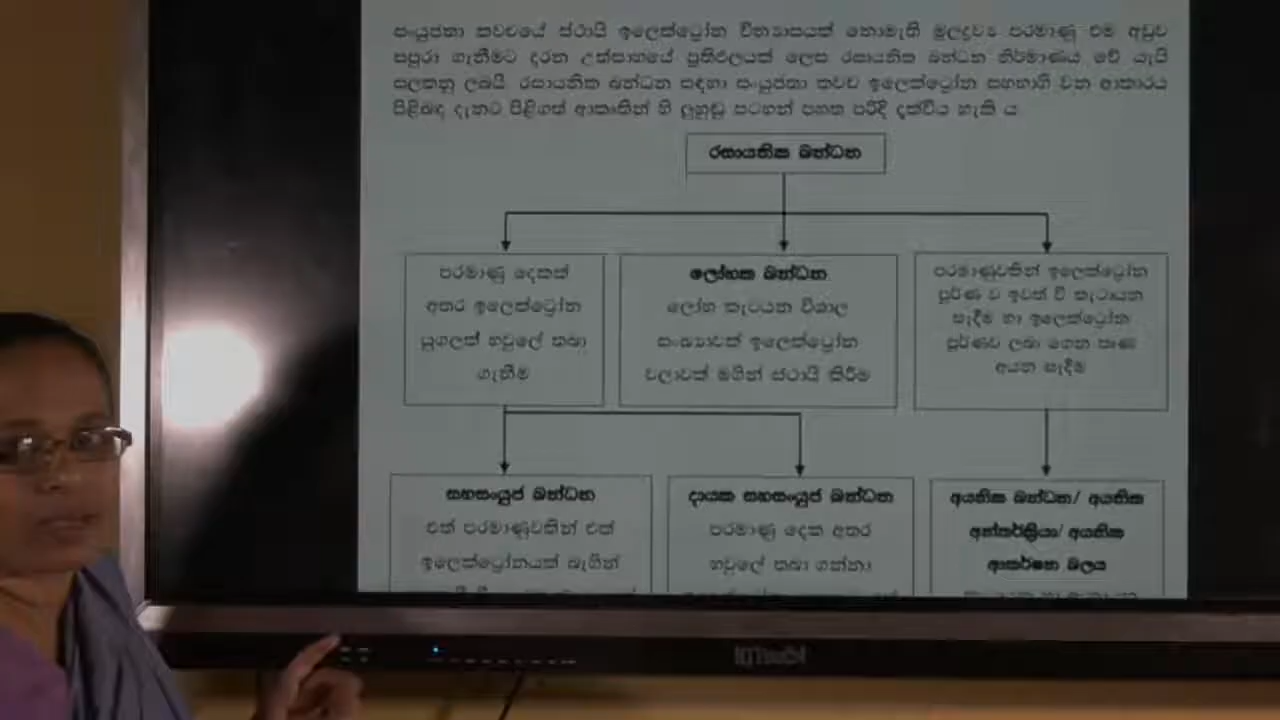 සංයුජතා කවචයේ ස්ථායි ඉලෙක්ට්‍රෝන වින්‍යාසයක් නොමැති මූලද්‍රව්‍ය පරමාණු එම අඩුව
සපුරා ගැනීමට දරන උත්සාහයේ ප්‍රතිඵලයක් ලෙස රසායනික බන්ධන නිර්මාණය වේ යැයි
සලකනු ලබයි. රසායනික බන්ධන සඳහා සංයුජතා කවච ඉලෙක්ට්‍රෝන සහභාගි වන ආකාරය
පිළිබඳ දැනට පිළිගත් ආකෘතින් හි ලුහුඬු සටහන් පහත පරිදි දැක්විය හැකි ය.
රසායනික බන්ධන
පරමාණු දෙකක්
අතර ඉලෙක්ට්‍රෝන
යුගලක් හවුලේ තබා
ගැනීම
ලෝහක බන්ධන
ලෝහ කැටයන විශාල
සංඛ්‍යාවක් ඉලෙක්ට්‍රෝන
වලාවක් මගින් ස්ථායි කිරීම
පරමාණුවකින් ඉලෙක්ට්‍රෝන
පූර්ණ ව ඉවත් වී කැටායන
සෑදීම හා ඉලෙක්ට්‍රෝන
පූර්ණව ලබා ගෙන ඍණ
අයන සෑදීම
සහසංයුජ බන්ධන
එක් පරමාණුවකින් එක්
ඉලෙක්ට්‍රෝනයක් බැගින්
දායක සහසංයුජ බන්ධන
පරමාණු දෙක අතර
හවුලේ තබා ගන්නා
අයනික බන්ධන/ අයනික
අන්තර්ක්‍රියා/ අයනික
ආකර්ෂන බලය